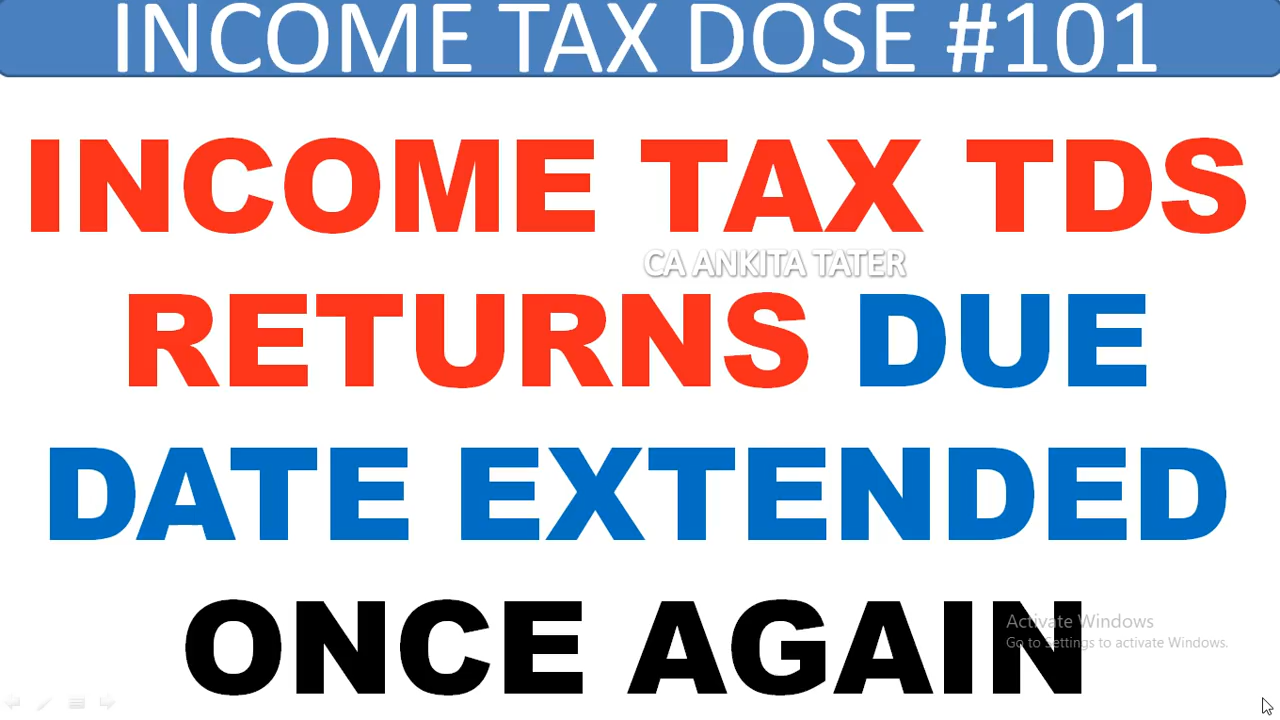 INCOME TAX DOSE #101
INCOME TAX TDS
CA ANKITA TATER
RETURNS DUE
DATE EXTENDED
ONCE AGAIN
Activate Windows
Go to Settings to activate Windows.